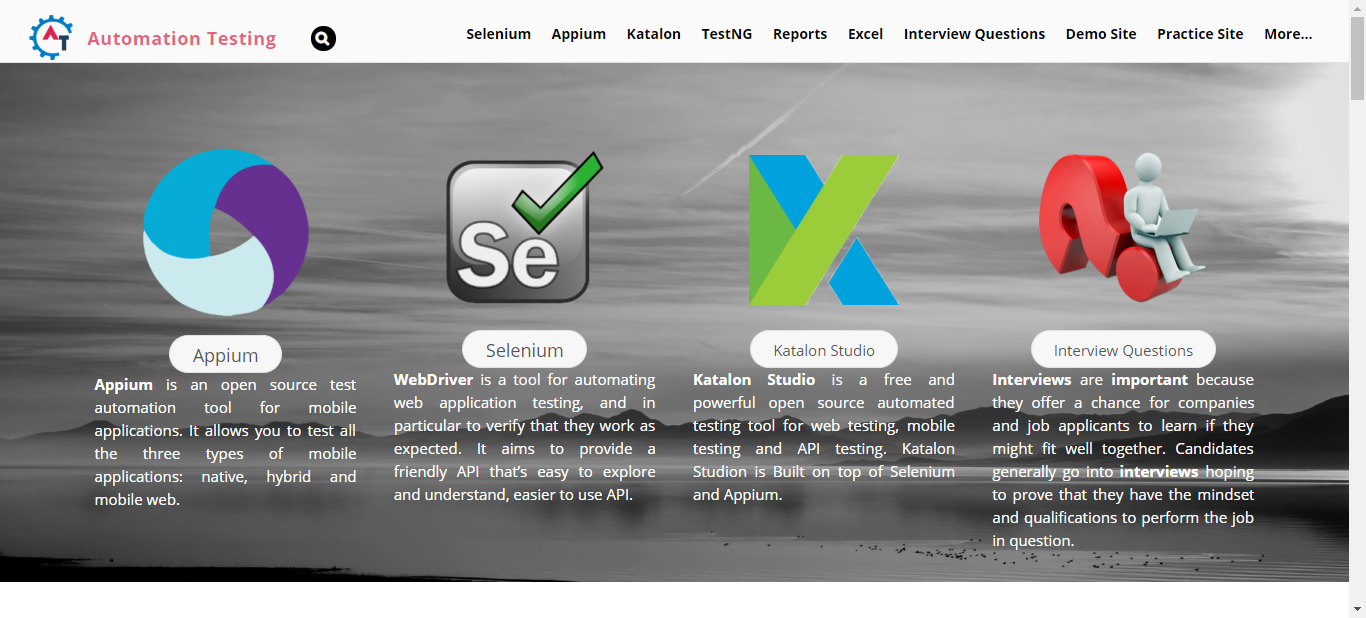 AT Automation Testing
Selenium Appium Katalon TestNG Reports Excel Interview Questions Demo Site Practice Site More...
Se
Appium
Appium is an open source test
automation tool for mobile
applications. It allows you to test all
the three types of mobile
applications: native, hybrid and
mobile web.
Selenium
WebDriver is a tool for automating
web application testing, and in
particular to verify that they work as
expected. It aims to provide a
friendly API that’s easy to explore
and understand, easier to use API.
Katalon Studio
Katalon Studio is a free and
powerful open source automated
testing tool for web testing, mobile
testing and API testing. Katalon
Studion is Built on top of Selenium
and Appium.
Interview Questions
Interviews are important because
they offer a chance for companies
and job applicants to learn if they
might fit well together. Candidates
generally go into interviews hoping
to prove that they have the mindset
and qualifications to perform the job
in question.